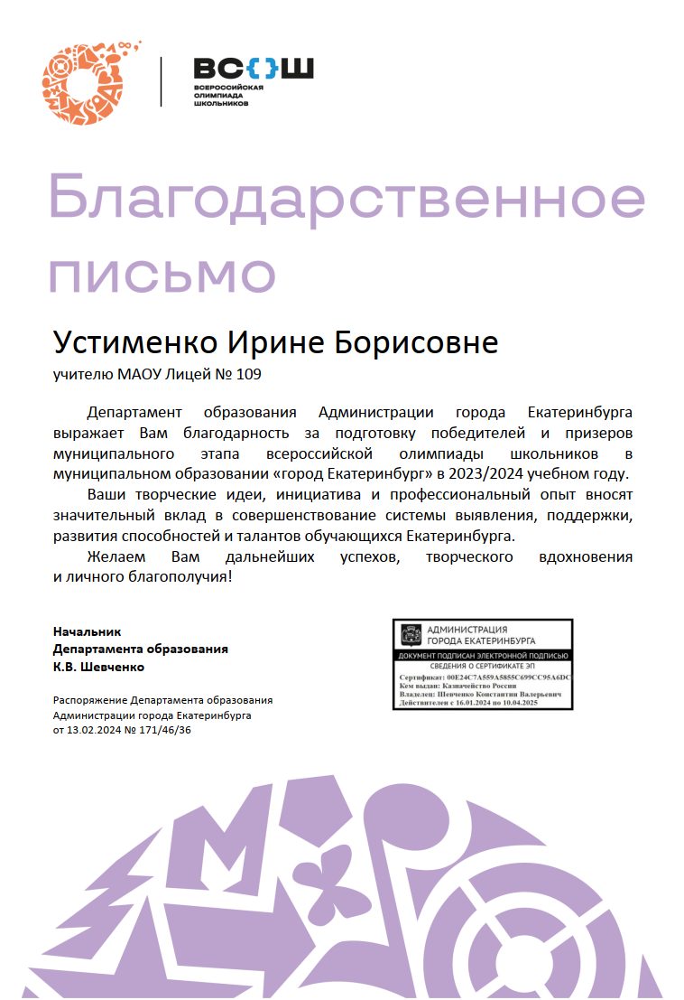 ВС{}Ш
ВСЕРОССИЙСКАЯ
ОЛИМПИАДА
ШКОЛЬНИКОВ
Благодарственное
письмо
Устименко Ирине Борисовне
учителю МАОУ Лицей № 109
Департамент образования Администрации города Екатеринбурга
выражает Вам благодарность за подготовку победителей и призеров
муниципального этапа всероссийской олимпиады школьников в
муниципальном образовании «город Екатеринбург» в 2023/2024 учебном году.
Ваши творческие идеи, инициатива и профессиональный опыт вносят
значительный вклад в совершенствование системы выявления, поддержки,
развития способностей и талантов обучающихся Екатеринбурга.
Желаем Вам дальнейших успехов, творческого вдохновения
и личного благополучия!
Начальник
Департамента образования
К.В. Шевченко
Распоряжение Департамента образования
Администрации города Екатеринбурга
от 13.02.2024 № 171/46/36
АДМИНИСТРАЦИЯ
ГОРОДА ЕКАТЕРИНБУРГА
ДОКУМЕНТ ПОДПИСАН ЭЛЕКТРОННОЙ ПОДПИСЬЮ
СВЕДЕНИЯ О СЕРТИФИКАТЕ ЭП
Сертификат: 00E24C7A559A5855C699CC95A6DC
Кем выдан: Казначейство России
Владелец: Шевченко Константин Валерьевич
Действителен с 16.01.2024 по 10.04.2025